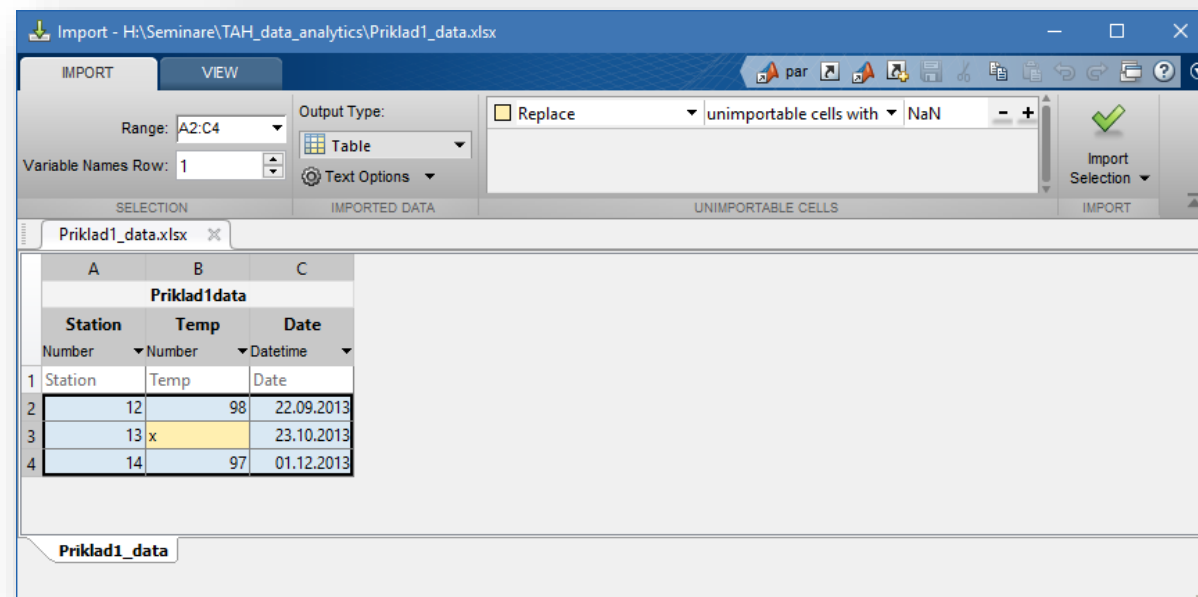 Import - H:\Seminare\TAH_data_analytics\Priklad1_data.xlsx
IMPORT VIEW
par
Range: A2:C4
Variable Names Row: 1
SELECTION
Output Type:
Table
Text Options
IMPORTED DATA
Replace unimportable cells with NaN
UNIMPORTABLE CELLS
Import
Selection
IMPORT
Priklad1_data.xlsx
A B C
Priklad1data
Station Temp Date
Number Number Datetime
1 Station Temp Date
2 12 98 22.09.2013
3 13 x 23.10.2013
4 14 97 01.12.2013
Priklad1_data